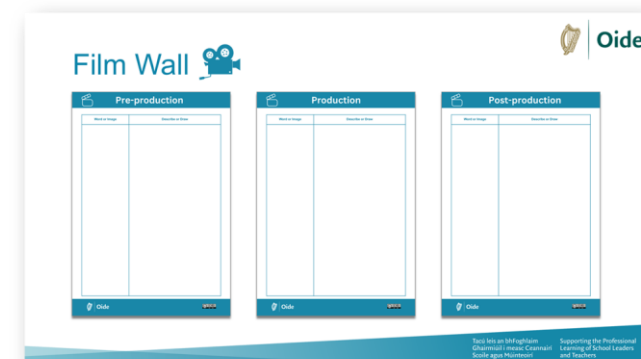 Oide
Film Wall
Pre-production
Word or Image Describe or Draw
Oide
Production
Word or Image Describe or Draw
Oide
Post-production
Word or Image Describe or Draw
Oide
Tacú leis an bhFoghlaim
Ghairmiúil i measc Ceannairí
Scoile agus Múinteoirí
Supporting the Professional
Learning of School Leaders
and Teachers